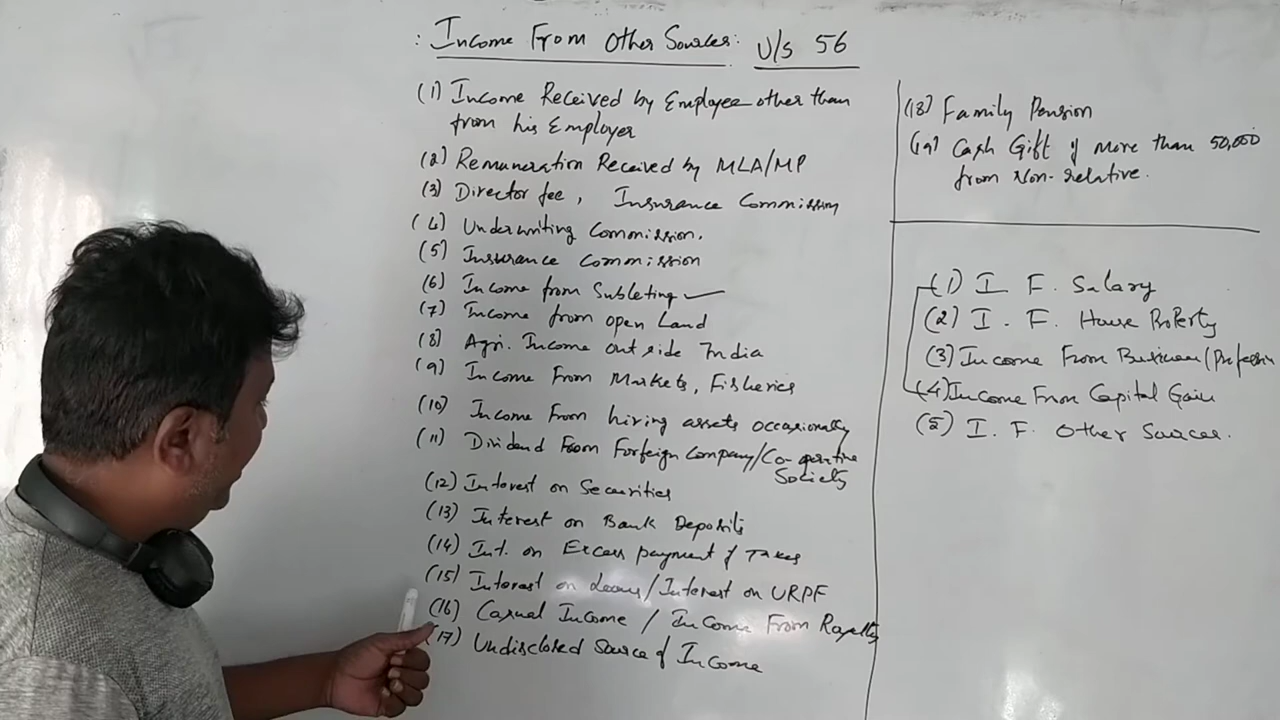 : Income From Other Sources: U/s 56
(1) Income Received by Employee other than
from his Employer
(2) Remuneration Received by MLA/MP
(3) Director fee, Insurance Commission
(4) Underwriting Commission.
(5) Insurance Commission
(6) Income from Subleting
(7) Income from open Land
(8) Agri. Income out side India
(9) Income From Markets, Fisheries
(10) Income From hiring assets occasionally
(11) Dividend From Forfeign Company/Co-operative
Society
(12) Interest on Securities
(13) Interest on Bank Deposits
(14) Int. on Excess payment of Taxes
(15) Interest on Loans/Interest on URPF
(16) Casual Income / Income From Royalty
(17) Undisclosed Source of Income
(18) Family Pension
(19) Cash Gift if more than 50,000
from Non-relative.
(1) I F. Salary
(2) I. F. House Property
(3) Income From Business/Profession
(4) Income From Capital Gain
(5) I. F. Other Sources.